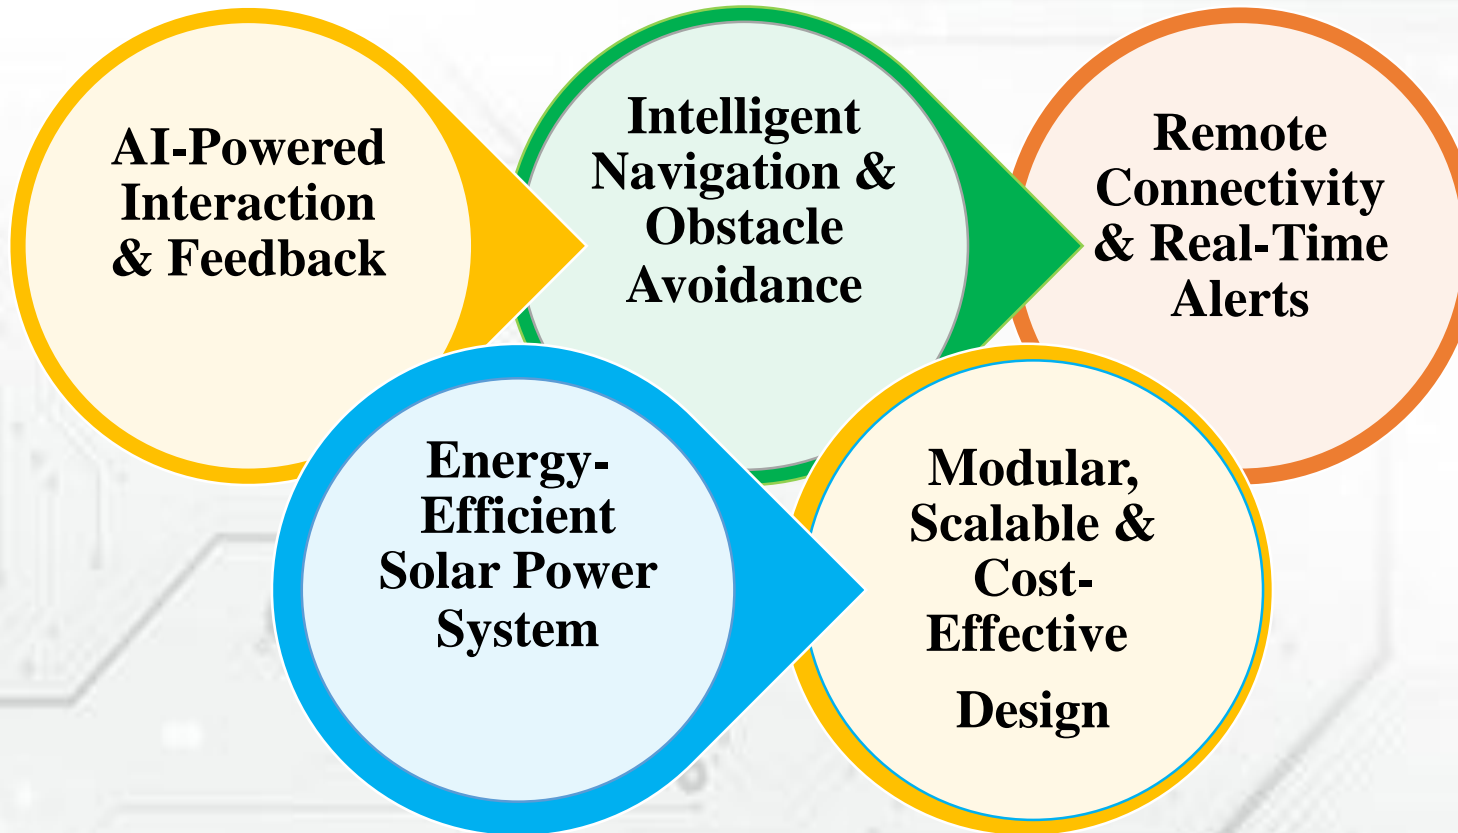 AI-Powered
Interaction
& Feedback
Intelligent
Navigation &
Obstacle
Avoidance
Remote
Connectivity
& Real-Time
Alerts
Energy-
Efficient
Solar Power
System
Modular,
Scalable &
Cost-
Effective
Design